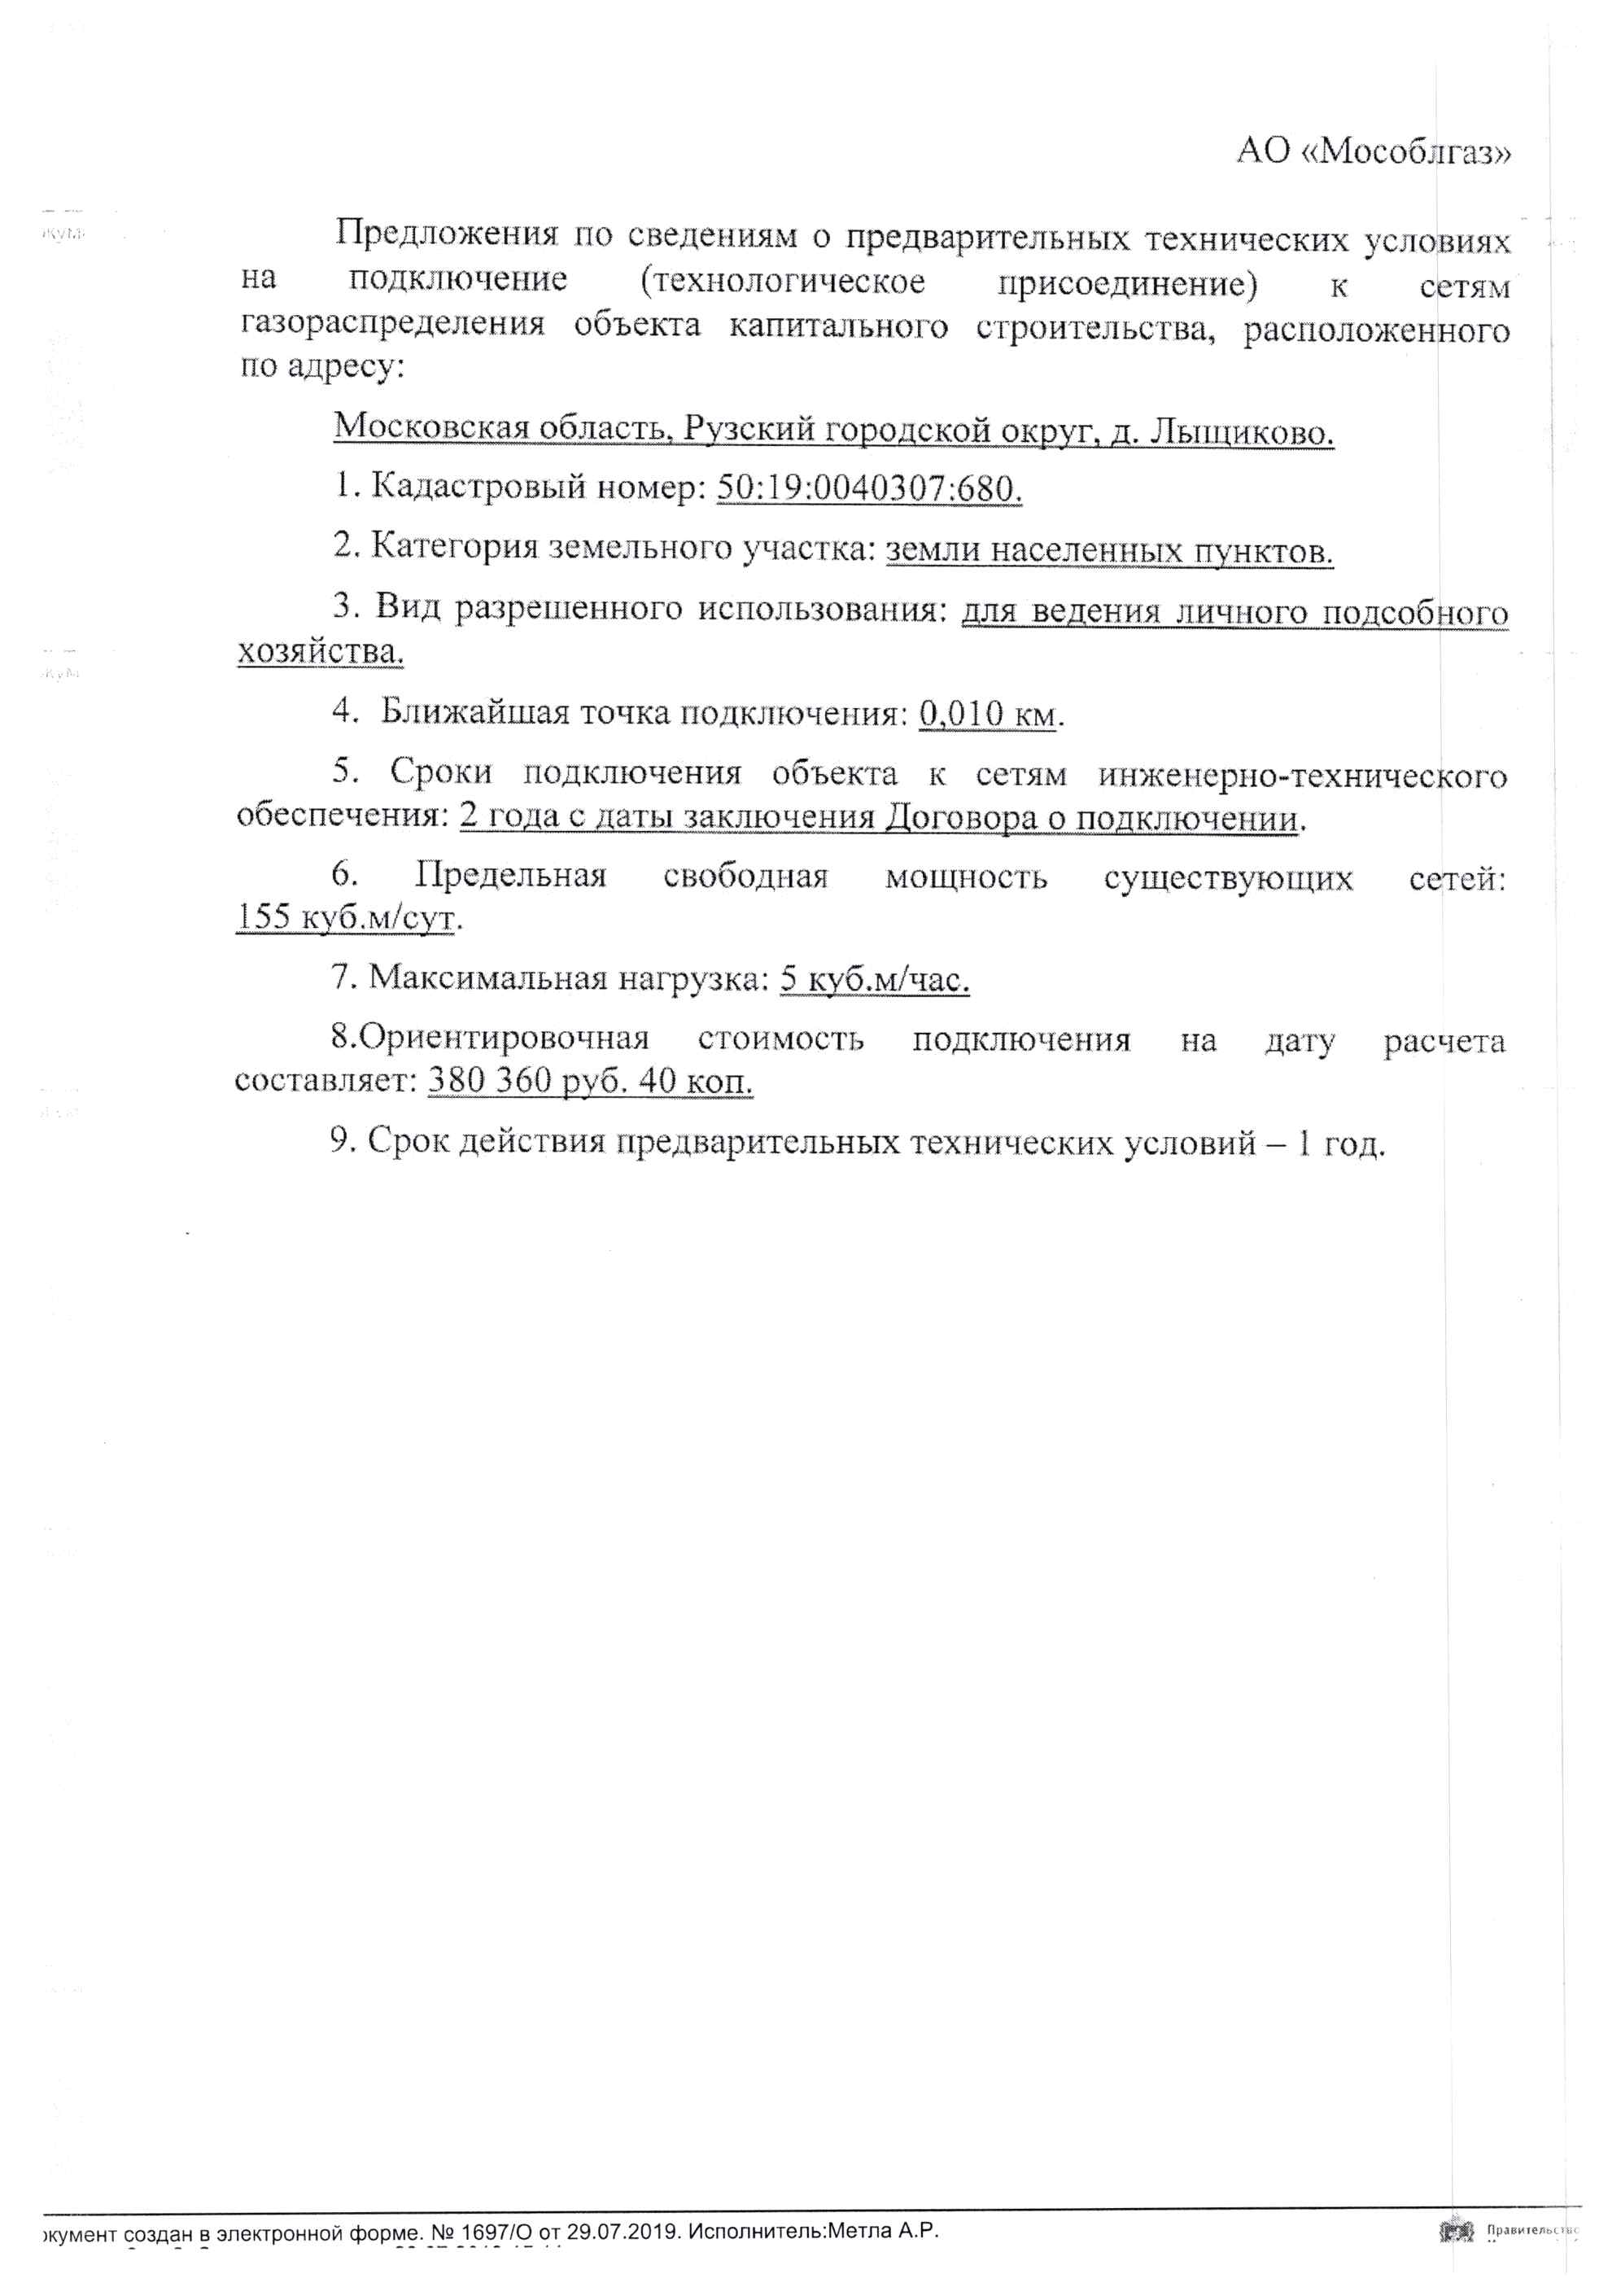 АО «Мособлгаз»
Предложения по сведениям о предварительных технических условиях
на подключение (технологическое присоединение) к сетям
газораспределения объекта капитального строительства, расположенного
по адресу:
Московская область, Рузский городской округ, д. Лыщиково.
1. Кадастровый номер: 50:19:0040307:680.
2. Категория земельного участка: земли населенных пунктов.
3. Вид разрешенного использования: для ведения личного подсобного
хозяйства.
4. Ближайшая точка подключения: 0,010 км.
5. Сроки подключения объекта к сетям инженерно-технического
обеспечения: 2 года с даты заключения Договора о подключении.
6. Предельная свободная мощность существующих сетей:
155 куб.м/сут.
7. Максимальная нагрузка: 5 куб.м/час.
8.Ориентировочная стоимость подключения на дату расчета
составляет: 380 360 руб. 40 коп.
9. Срок действия предварительных технических условий – 1 год.
кумент создан в электронной форме. № 1697/О от 29.07.2019. Исполнитель:Метла А.Р.
Правительс